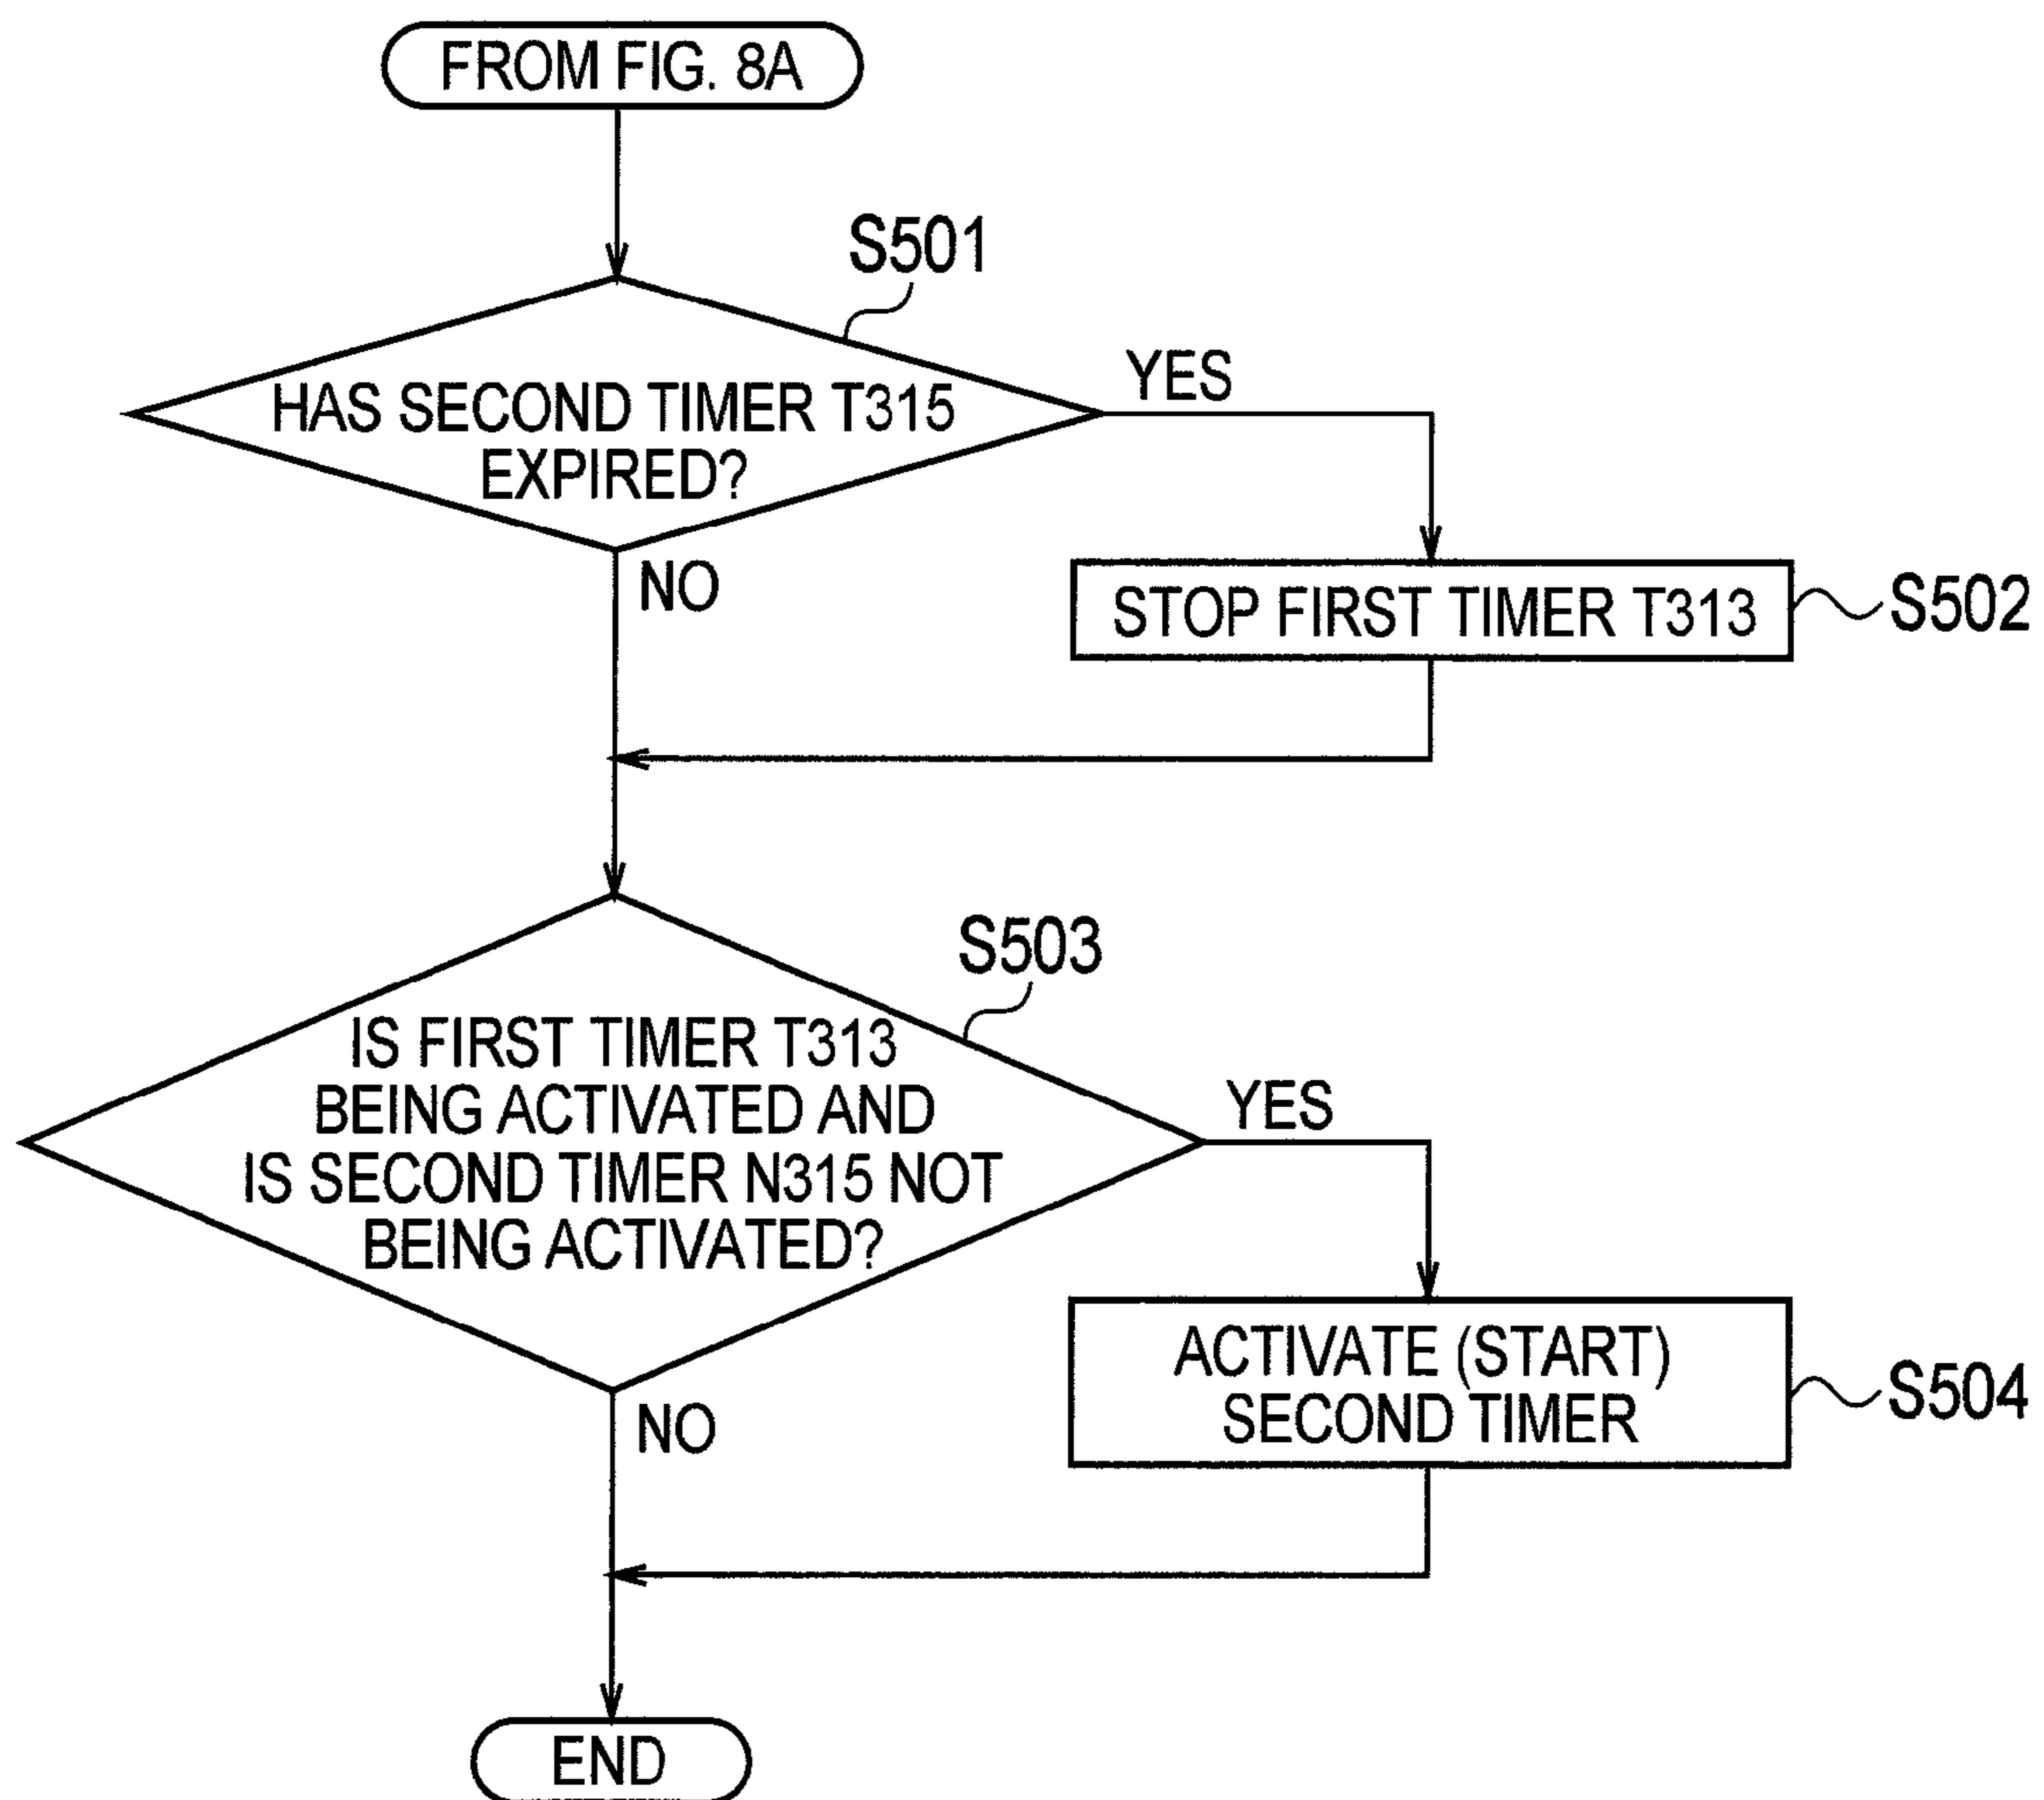 FROM FIG. 8A
S501
HAS SECOND TIMER T315
EXPIRED?
YES
NO
STOP FIRST TIMER T313
S502
S503
IS FIRST TIMER T313
BEING ACTIVATED AND
IS SECOND TIMER N315 NOT
BEING ACTIVATED?
YES
NO
ACTIVATE (START)
SECOND TIMER
S504
END